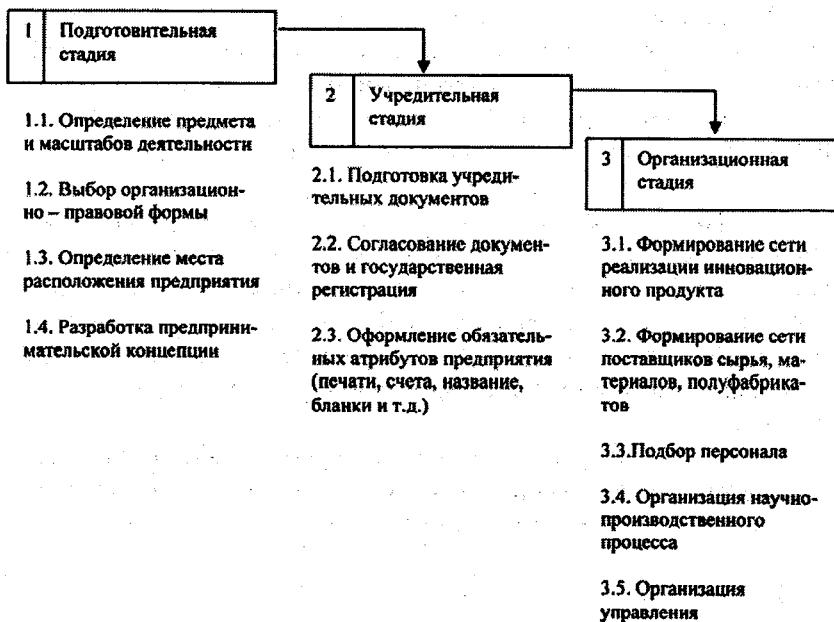 1 Подготовительная
стадия
1.1. Определение предмета
и масштабов деятельности
1.2. Выбор организацион-
но – правовой формы
1.3. Определение места
расположения предприятия
1.4. Разработка предприни-
мательской концепции
2 Учредительная
стадия
2.1. Подготовка учреди-
тельных документов
2.2. Согласование докумен-
тов и государственная
регистрация
2.3. Оформление обязатель-
ных атрибутов предприятия
(печати, счета, название,
бланки и т.д.)
3 Организационная
стадия
3.1. Формирование сети
реализации инновацион-
ного продукта
3.2. Формирование сети
поставщиков сырья, ма-
териалов, полуфабрика-
тов
3.3.Подбор персонала
3.4. Организация научно-
производственного
процесса
3.5. Организация
управления